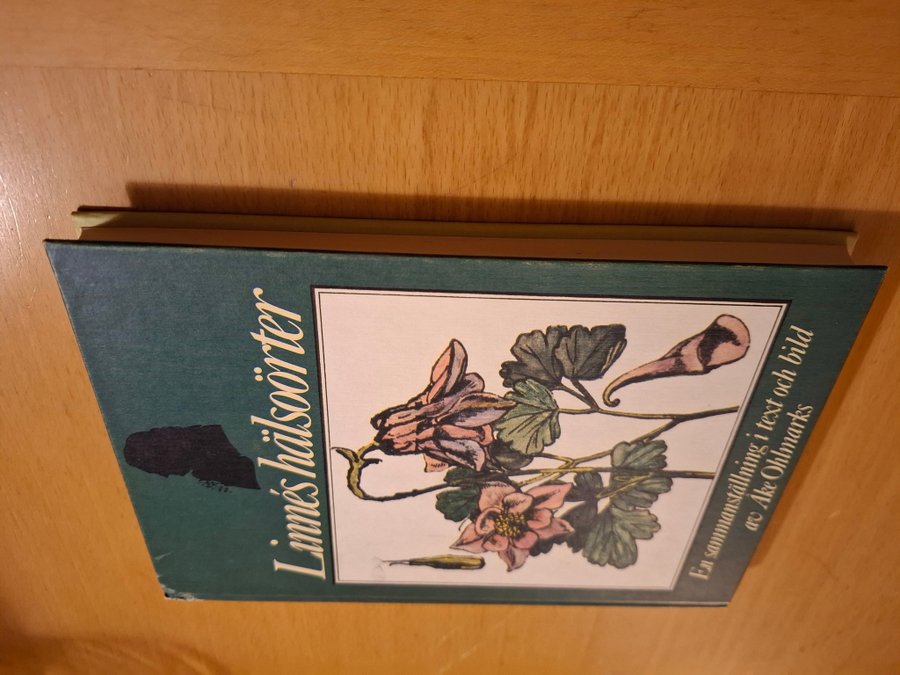 Linnés hälsoörter
En sammanställning i text och bild
av Åke Ohlmarks